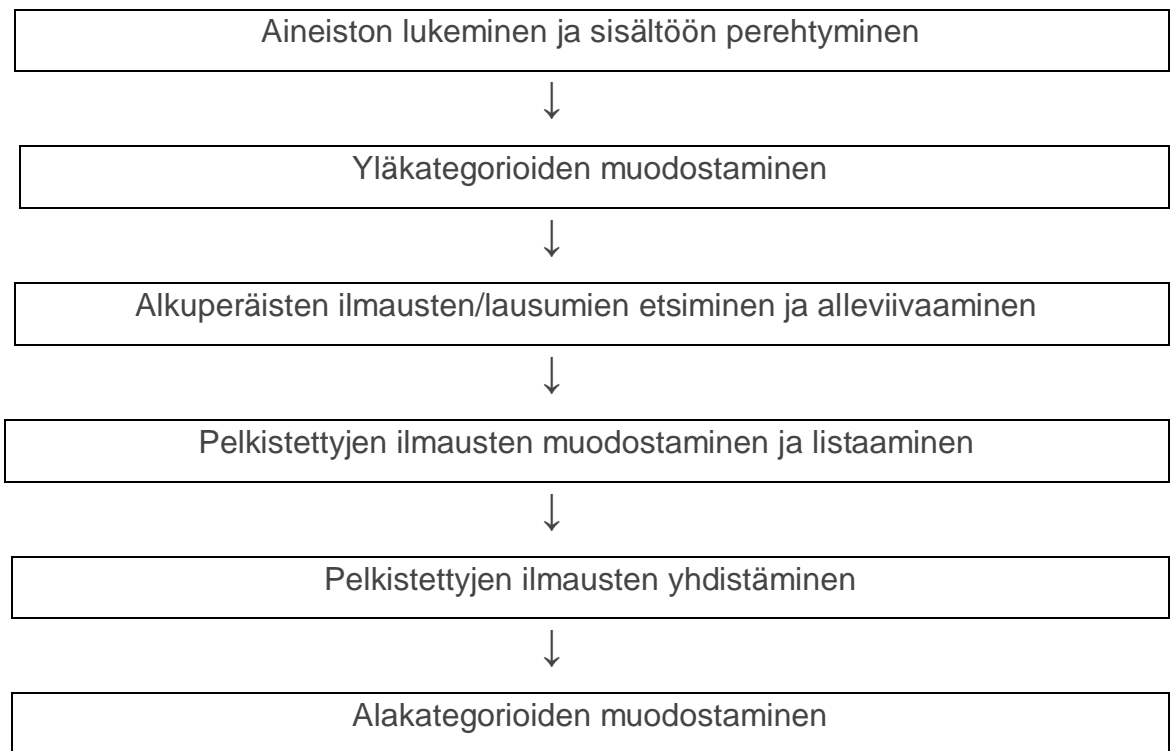 Aineiston lukeminen ja sisältöön perehtyminen
↓
Yläkategorioiden muodostaminen
↓
Alkuperäisten ilmausten/lausumien etsiminen ja alleviivaaminen
↓
Pelkistettyjen ilmausten muodostaminen ja listaaminen
↓
Pelkistettyjen ilmausten yhdistäminen
↓
Alakategorioiden muodostaminen